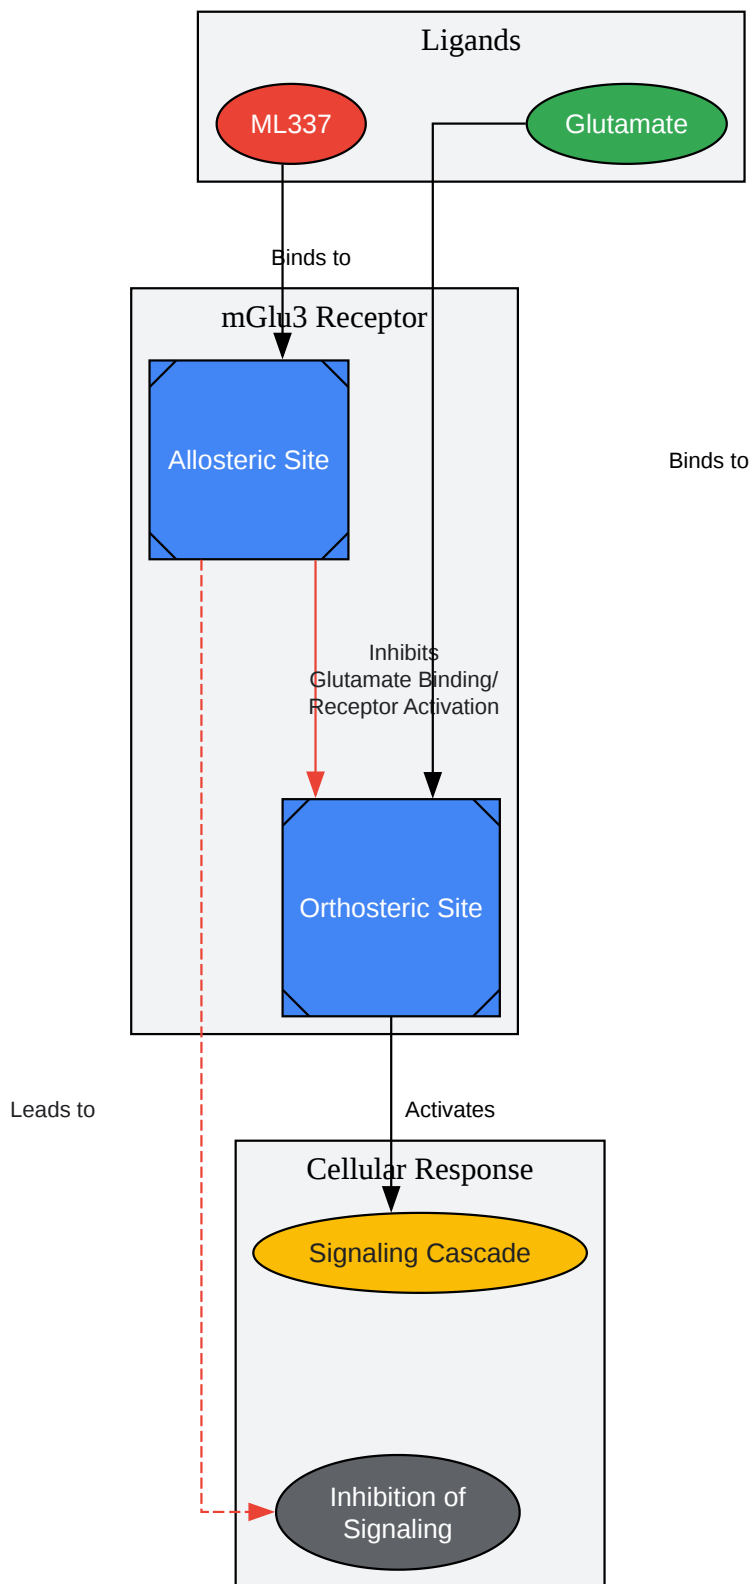 Ligands
ML337
Glutamate
Binds to
mGlu3 Receptor
Allosteric Site
Binds to
Inhibits
Glutamate Binding/
Receptor Activation
Orthosteric Site
Leads to
Activates
Cellular Response
Signaling Cascade
Inhibition of
Signaling